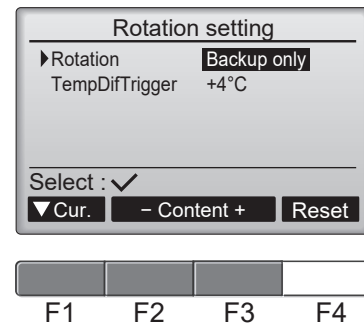 Rotation setting
Rotation Backup only
TempDifTrigger +4°C
Select :
▼Cur. − Content + Reset
F1 F2 F3 F4